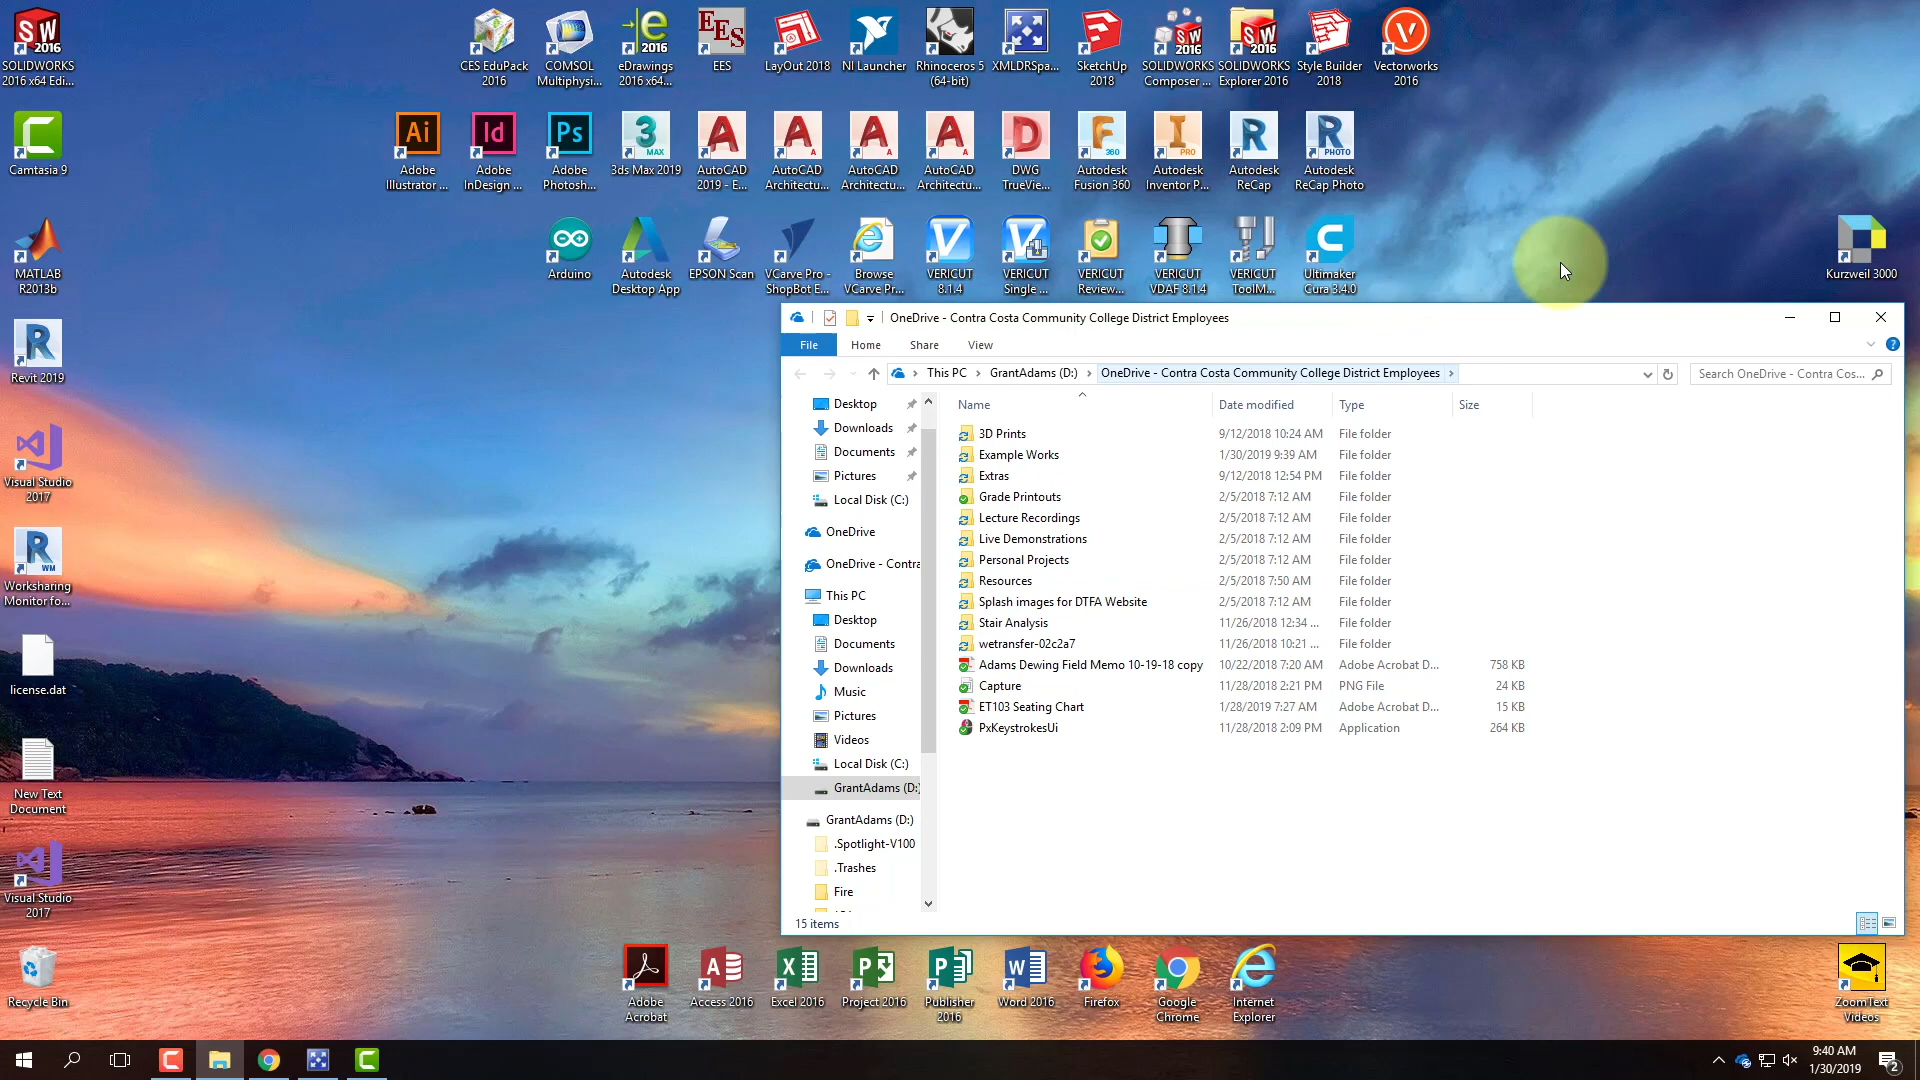 SOLIDWORKS
2016 x64 Edi...
CES EduPack
2016
COMSOL
Multiphysi...
eDrawings
2016 x64...
EES
LayOut 2018
NI Launcher
Rhinoceros 5
(64-bit)
XMLDRSpa...
SketchUp
2018
SOLIDWORKS
Composer ...
SOLIDWORKS
Explorer 2016
Style Builder
2018
Vectorworks
2016
Camtasia 9
Adobe
Illustrator ...
Adobe
InDesign ...
Adobe
Photosh...
3ds Max 2019
AutoCAD
2019 - E...
AutoCAD
Architectu...
AutoCAD
Architectu...
AutoCAD
Architectu...
DWG
TrueVie...
Autodesk
Fusion 360
Autodesk
Inventor P...
Autodesk
ReCap
Autodesk
ReCap Photo
MATLAB
R2013b
Arduino
Autodesk
Desktop App
EPSON Scan
VCarve Pro -
ShopBot E...
Browse
VCarve Pr...
VERICUT
8.1.4
VERICUT
Single ...
VERICUT
Review...
VERICUT
VDAF 8.1.4
VERICUT
ToolM...
Ultimaker
Cura 3.4.0
Kurzweil 3000
Revit 2019
Visual Studio
2017
Worksharing
Monitor fo...
license.dat
New Text
Document
Visual Studio
2017
Recycle Bin
OneDrive - Contra Costa Community College District Employees
File Home Share View
This PC > GrantAdams (D:) > OneDrive - Contra Costa Community College District Employees >
Search OneDrive - Contra Cos...
Desktop
Downloads
Documents
Pictures
Local Disk (C:)
OneDrive
OneDrive - Contra
This PC
Desktop
Documents
Downloads
Music
Pictures
Videos
Local Disk (C:)
GrantAdams (D:)
GrantAdams (D:)
.Spotlight-V100
.Trashes
Fire
Name Date modified Type Size
3D Prints 9/12/2018 10:24 AM File folder
Example Works 1/30/2019 9:39 AM File folder
Extras 9/12/2018 12:54 PM File folder
Grade Printouts 2/5/2018 7:12 AM File folder
Lecture Recordings 2/5/2018 7:12 AM File folder
Live Demonstrations 2/5/2018 7:12 AM File folder
Personal Projects 2/5/2018 7:12 AM File folder
Resources 2/5/2018 7:50 AM File folder
Splash images for DTFA Website 2/5/2018 7:12 AM File folder
Stair Analysis 11/26/2018 12:34 ... File folder
wetransfer-02c2a7 11/26/2018 10:21 ... File folder
Adams Dewing Field Memo 10-19-18 copy 10/22/2018 7:20 AM Adobe Acrobat D... 758 KB
Capture 11/28/2018 2:21 PM PNG File 24 KB
ET103 Seating Chart 1/28/2019 7:27 AM Adobe Acrobat D... 15 KB
PxKeystrokesUi 11/28/2018 2:09 PM Application 264 KB
15 items
Adobe
Acrobat
Access 2016
Excel 2016
Project 2016
Publisher
2016
Word 2016
Firefox
Google
Chrome
Internet
Explorer
ZoomText
Videos
9:40 AM
1/30/2019
2